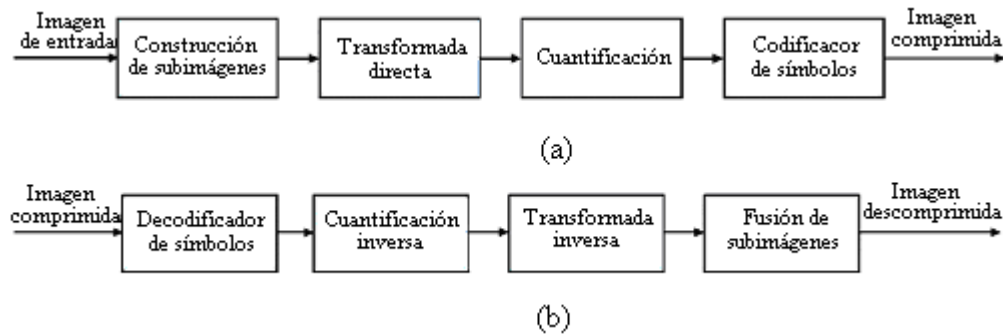 Imagen
de entrada
Construcción
de subimágenes
Transformada
directa
Cuantificación
Codificacor
de símbolos
Imagen
comprimida
(a)
Imagen
comprimida
Decodificador
de símbolos
Cuantificación
inversa
Transformada
inversa
Fusión de
subimágenes
Imagen
descomprimida
(b)